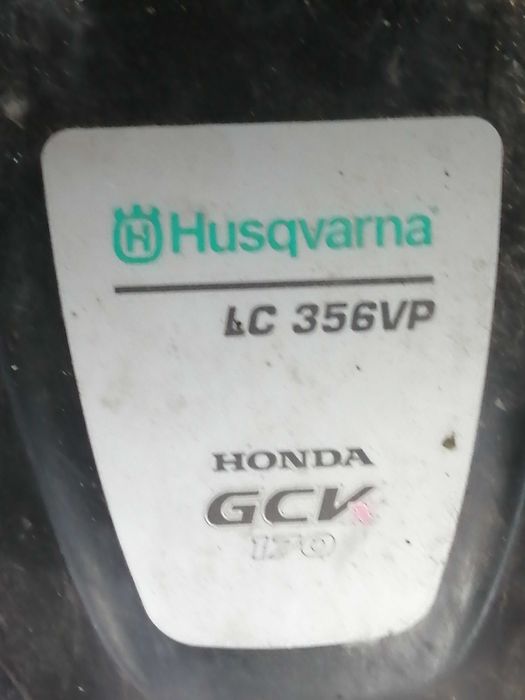 Husqvarna
LC 356VP
HONDA
GCV
170